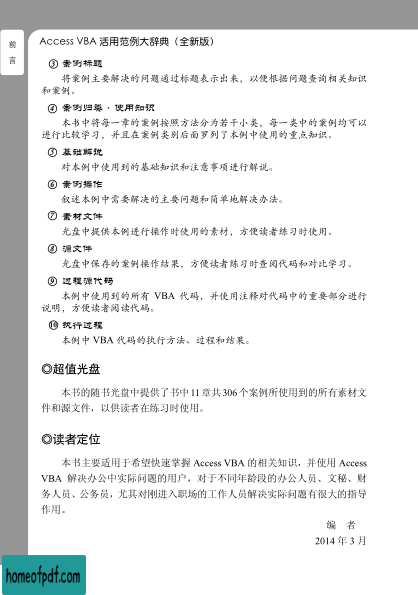 前
言
Access VBA 活用范例大辞典（全新版）
③ 案例标题
将案例主要解决的问题通过标题表示出来，以便根据问题查询相关知识
和案例。
④ 案例归类·使用知识
本书中将每一章的案例按照方法分为若干小类，每一类中的案例均可以
进行比较学习，并且在案例类别后面罗列了本例中使用的重点知识。
⑤ 基础解说
对本例中使用到的基础知识和注意事项进行解说。
⑥ 案例操作
叙述本例中需要解决的主要问题和简单地解决办法。
⑦ 素材文件
光盘中提供本例进行操作时使用的素材，方便读者练习时使用。
⑧ 源文件
光盘中保存的案例操作结果，方便读者练习时查阅代码和对比学习。
⑨ 过程源代码
本例中使用到的所有 VBA 代码，并使用注释对代码中的重要部分进行
说明，方便读者阅读代码。
⑩ 执行过程
本例中 VBA 代码的执行方法、过程和结果。
◎超值光盘
本书的随书光盘中提供了书中 11 章共 306 个案例所使用到的所有素材文
件和源文件，以供读者在练习时使用。
◎读者定位
本书主要适用于希望快速掌握 Access VBA 的相关知识，并使用 Access
VBA 解决办公中实际问题的用户，对于不同年龄段的办公人员、文秘、财
务人员、公务员，尤其对刚进入职场的工作人员解决实际问题有很大的指导
作用。
编 者
2014 年 3 月
homeofpdf.com